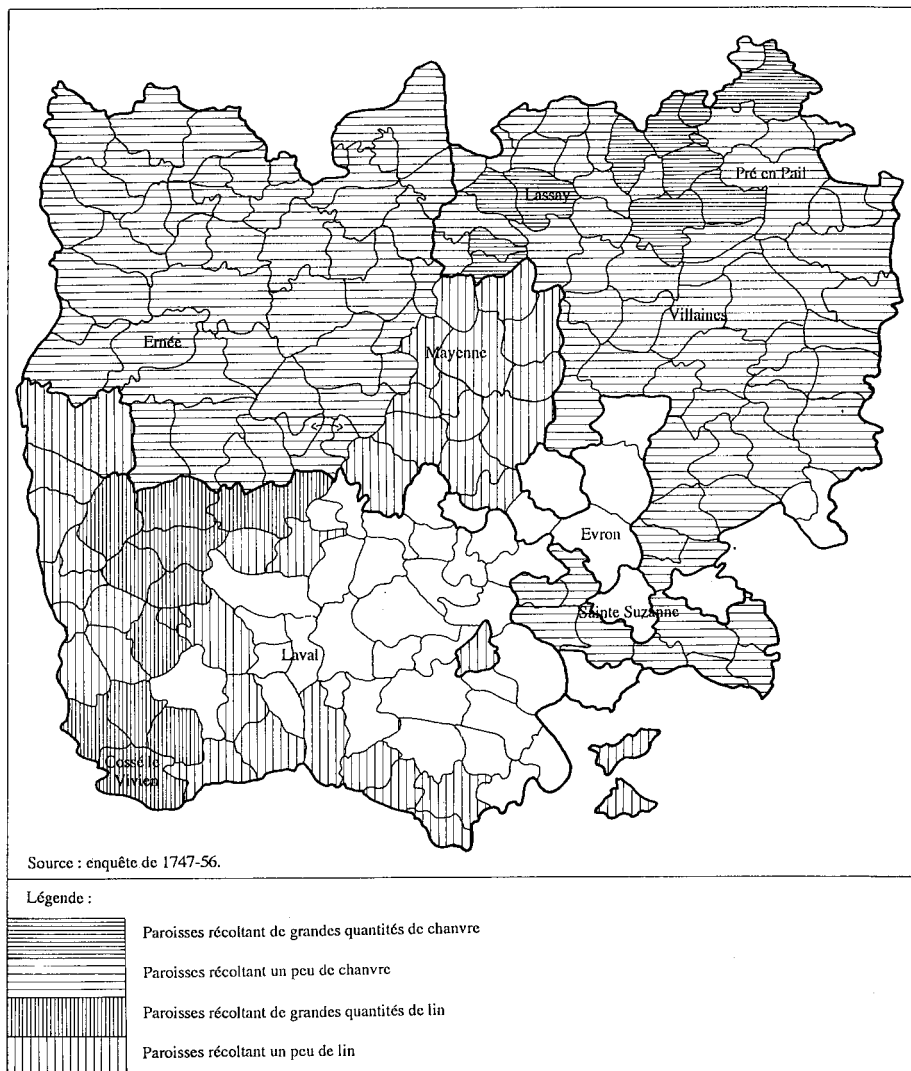 Pré en Pail
Lassay
Villaines
Ernée
Mayenne
Evron
Sainte Suzanne
Laval
Cossé le
Vivien
Source : enquête de 1747-56.
Légende :
Paroisses récoltant de grandes quantités de chanvre
Paroisses récoltant un peu de chanvre
Paroisses récoltant de grandes quantités de lin
Paroisses récoltant un peu de lin